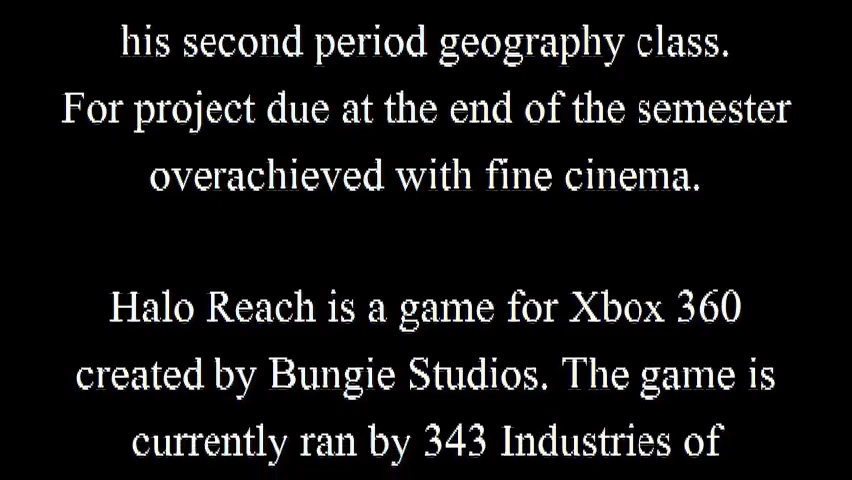 his second period geography class.
For project due at the end of the semester
overachieved with fine cinema.
Halo Reach is a game for Xbox 360
created by Bungie Studios. The game is
currently ran by 343 Industries of